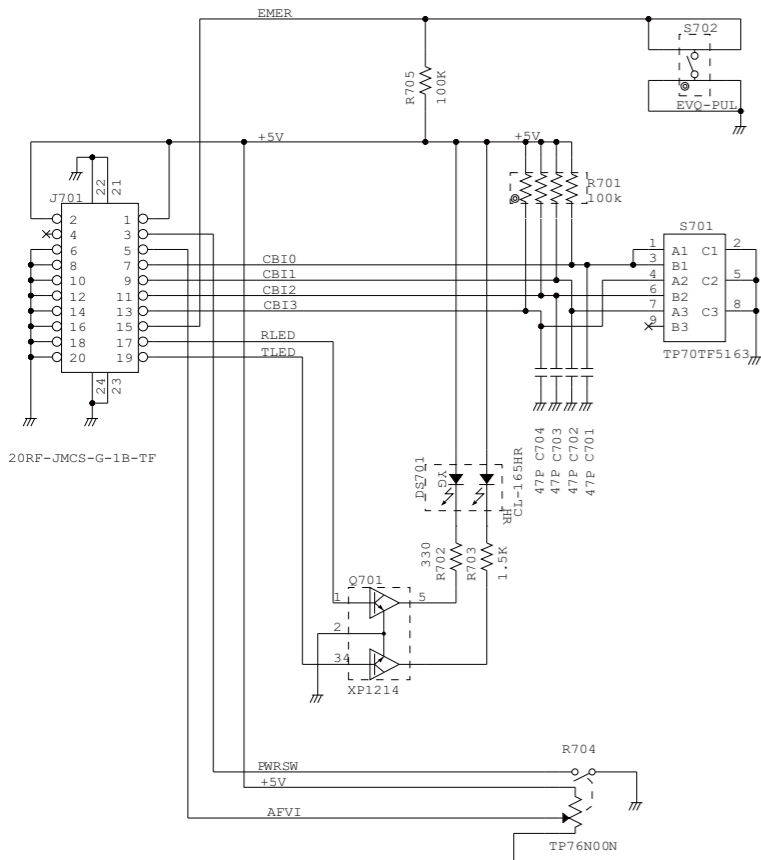 EMER
S702
R705
100K
EVQ-PUL
+5V
+5V
J701
22
21
R701
100k
S701
2
1
4
3
6
5
8
7
10
9
12
11
14
13
16
15
18
17
20
19
24
23
CBI0
CBI1
CBI2
CBI3
RLED
TLED
1 A1 C1 2
3 B1
4 A2 C2 5
6 B2
7 A3 C3 8
9 B3
TP70TF5163
20RF-JMCS-G-1B-TF
47P C704
47P C703
47P C702
47P C701
DS701
YG
HR
CL-165HR
330
R702
R703
1.5K
Q701
1
5
2
34
XP1214
R704
PWRSW
+5V
AFVI
TP76N00N